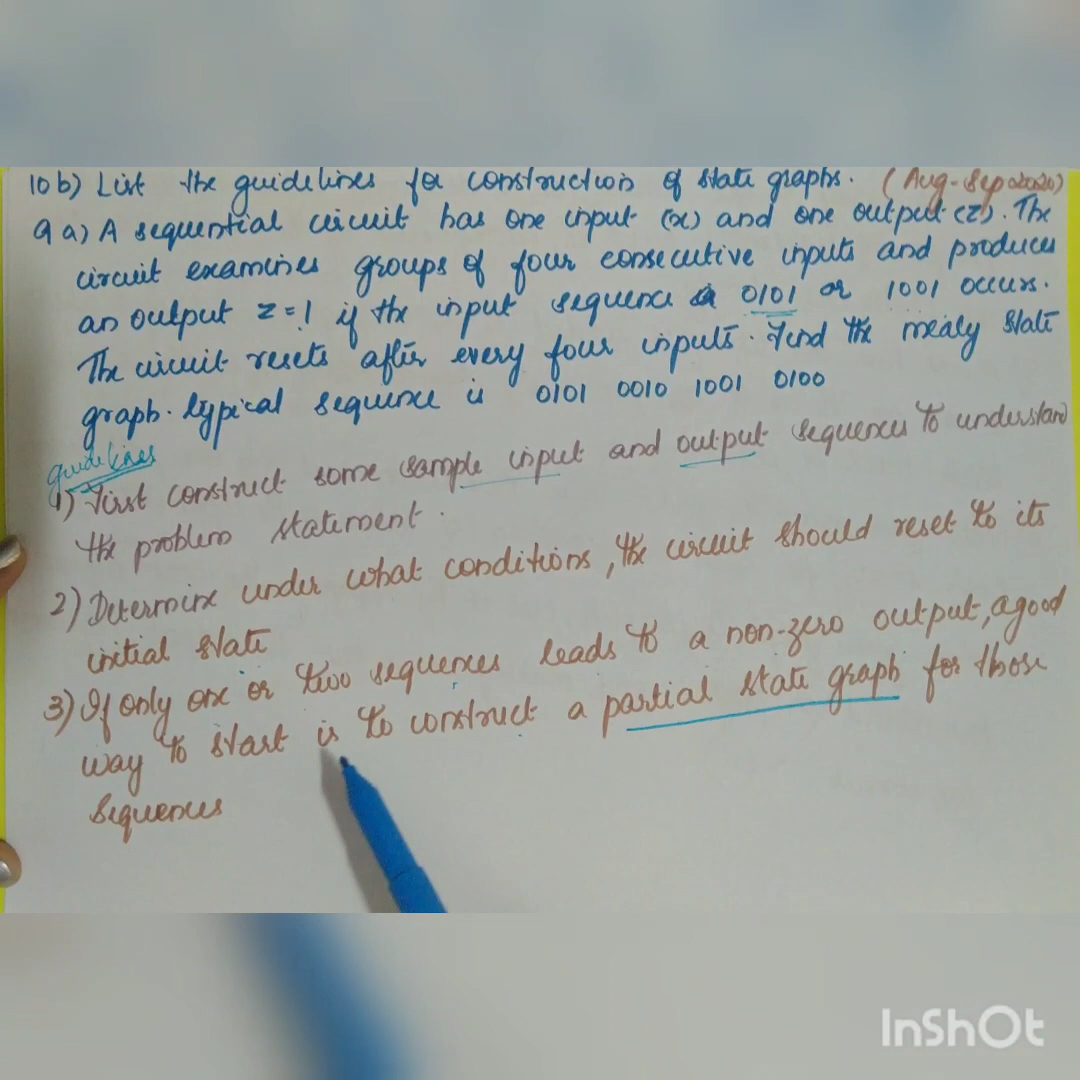 10 b) List the guidelines for construction of state graphs. (Aug-Sep 2020)
9 a) A sequential circuit has one input (x) and one output (z). The
circuit examines groups of four consecutive inputs and produces
an output z=1 if the input sequence 0101 or 1001 occurs.
The circuit resets after every four inputs. Find the mealy state
graph. typical sequence is 0101 0010 1001 0100
guidelines
1) First construct some sample input and output sequences to understand
the problem statement.
2) Determine under what conditions, the circuit should reset to its
initial state
3) If only one or two sequences leads to a non-zero output, a good
way to start is to construct a partial state graph for those
sequences
InShOt